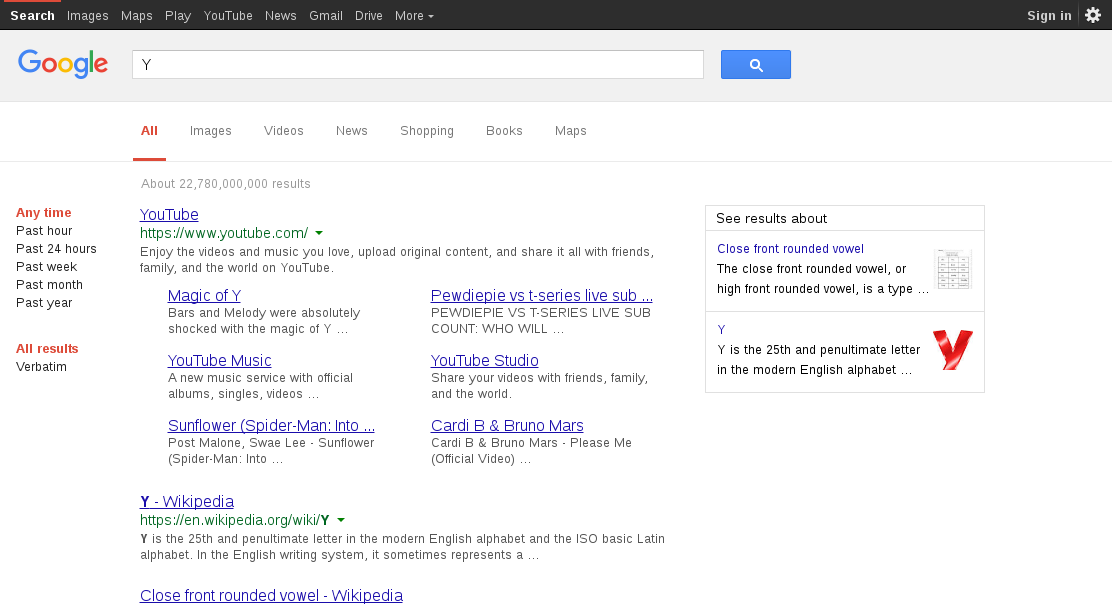 Search Images Maps Play YouTube News Gmail Drive More Sign in
Google Y
All Images Videos News Shopping Books Maps
About 22,780,000,000 results
Any time
Past hour
Past 24 hours
Past week
Past month
Past year
All results
Verbatim
YouTube
https://www.youtube.com/
Enjoy the videos and music you love, upload original content, and share it all with friends,
family, and the world on YouTube.
Magic of Y
Bars and Melody were absolutely
shocked with the magic of Y ...
Pewdiepie vs t-series live sub ...
PEWDIEPIE VS T-SERIES LIVE SUB
COUNT: WHO WILL ...
YouTube Music
A new music service with official
albums, singles, videos ...
YouTube Studio
Share your videos with friends, family,
and the world.
Sunflower (Spider-Man: Into ...
Post Malone, Swae Lee - Sunflower
(Spider-Man: Into ...
Cardi B & Bruno Mars
Cardi B & Bruno Mars - Please Me
(Official Video) ...
Y - Wikipedia
https://en.wikipedia.org/wiki/Y
Y is the 25th and penultimate letter in the modern English alphabet and the ISO basic Latin
alphabet. In the English writing system, it sometimes represents a ...
Close front rounded vowel - Wikipedia
See results about
Close front rounded vowel
The close front rounded vowel, or
high front rounded vowel, is a type ...
Y
Y is the 25th and penultimate letter
in the modern English alphabet ...